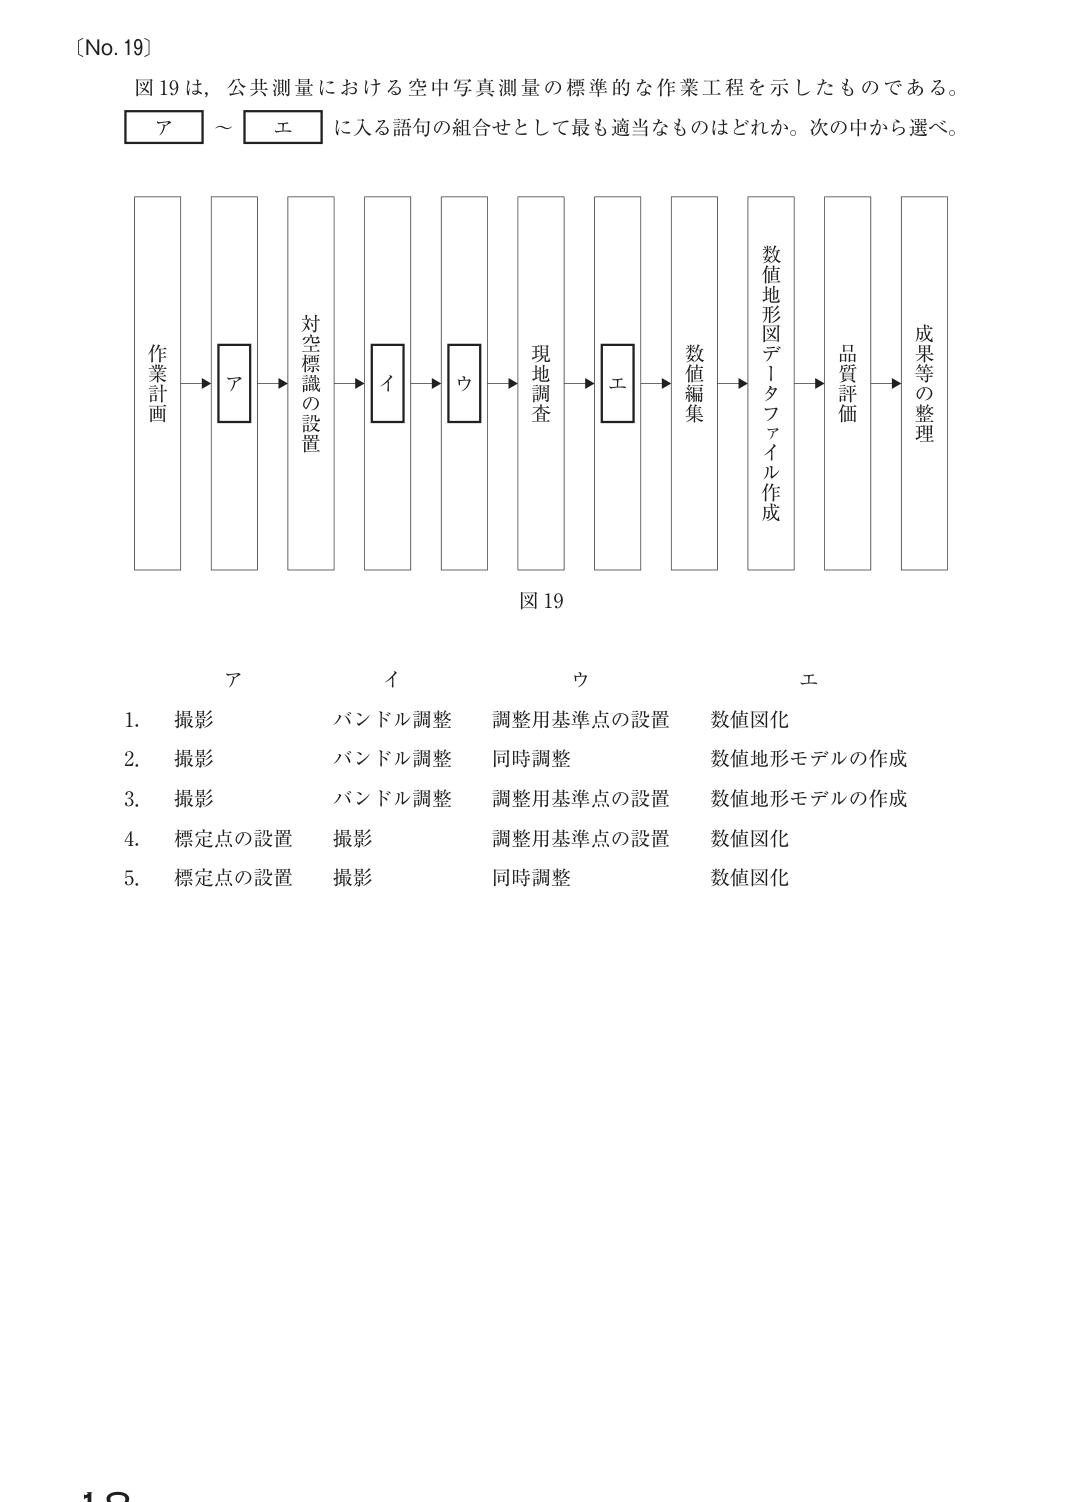 〔No. 19〕
図 19 は，公共測量における空中写真測量の標準的な作業工程を示したものである。
ア ～ エ に入る語句の組合せとして最も適当なものはどれか。次の中から選べ。
作業計画
ア
対空標識の設置
イ
ウ
現地調査
エ
数値編集
数値地形図データファイル作成
品質評価
成果等の整理
図 19
ア イ ウ エ
1. 撮影 バンドル調整 調整用基準点の設置 数値図化
2. 撮影 バンドル調整 同時調整 数値地形モデルの作成
3. 撮影 バンドル調整 調整用基準点の設置 数値地形モデルの作成
4. 標定点の設置 撮影 調整用基準点の設置 数値図化
5. 標定点の設置 撮影 同時調整 数値図化